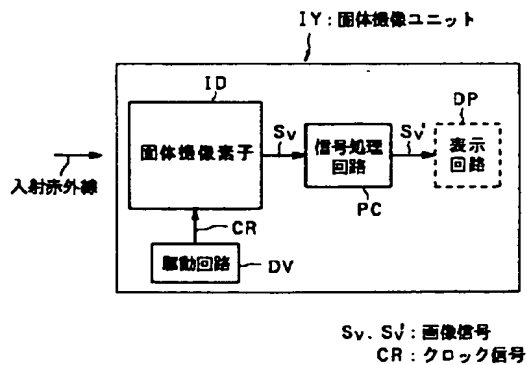 IY:固体撮像ユニット
ID
DP
固体撮像素子
Sv
信号処理
回路
Sv'
表示
回路
入射赤外線
PC
CR
駆動回路
DV
Sv. Sv':画像信号
CR:クロック信号